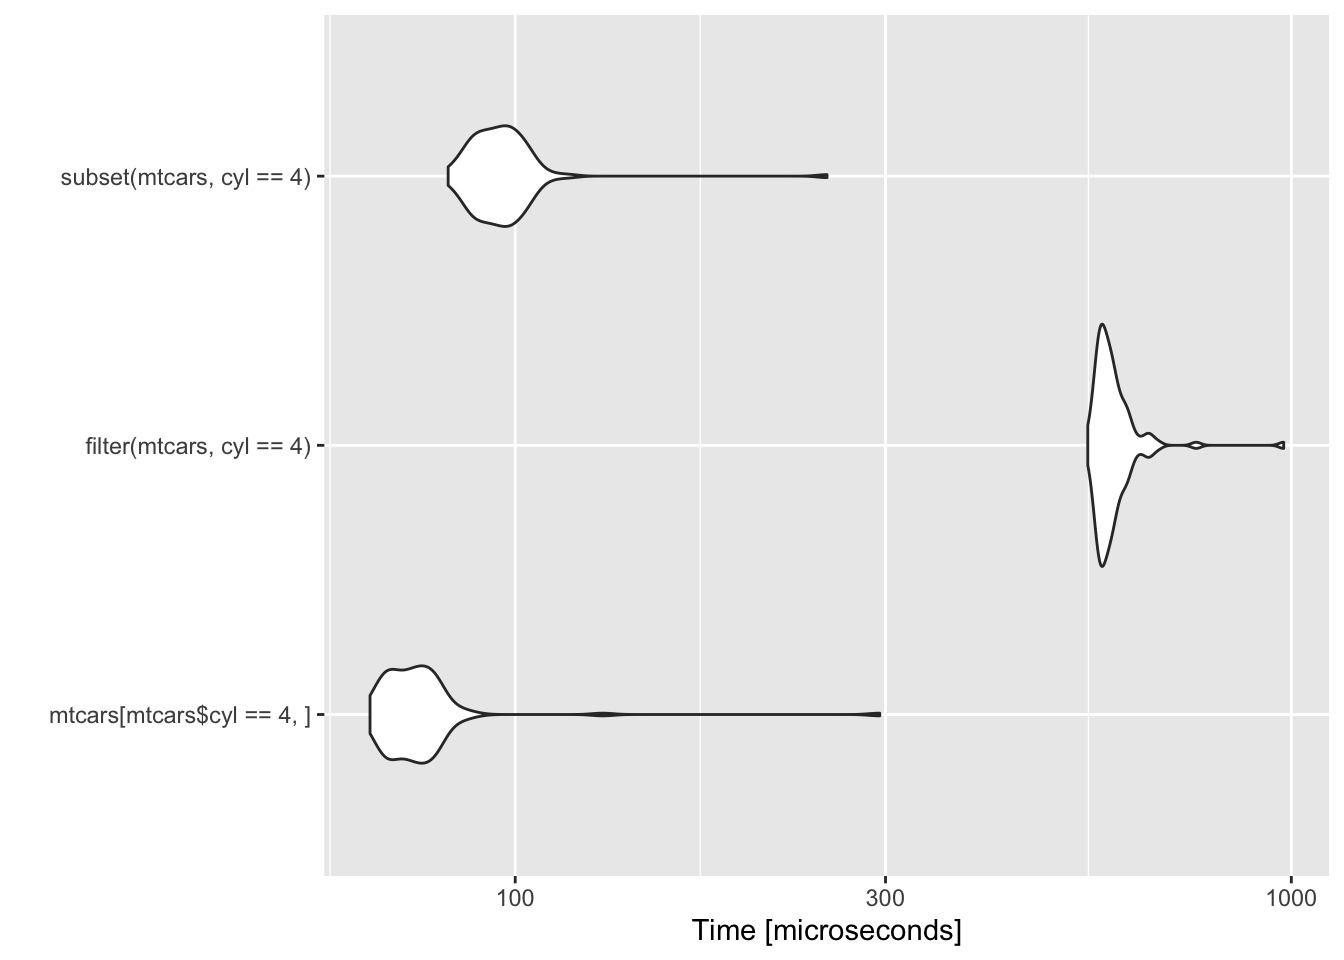 subset(mtcars, cyl == 4)
filter(mtcars, cyl == 4)
mtcars[mtcars$cyl == 4, ]
100
300
1000
Time [microseconds]